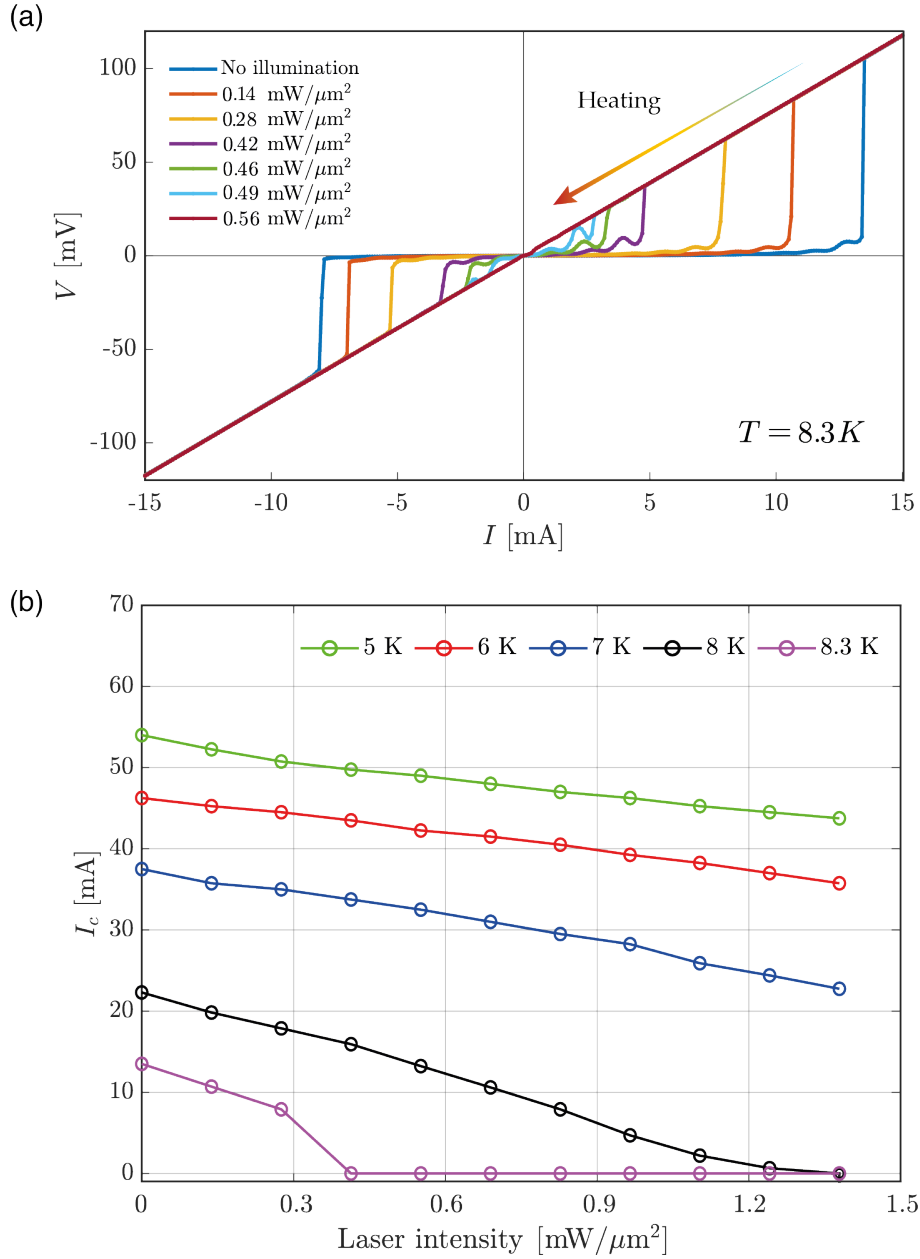 (a)
100
50
0
-50
-100
V [mV]
No illumination
0.14 mW/μm²
0.28 mW/μm²
0.42 mW/μm²
0.46 mW/μm²
0.49 mW/μm²
0.56 mW/μm²
Heating
T = 8.3K
-15 -10 -5 0 5 10 15
I [mA]
(b)
70
60
50
40
30
20
10
0
I_c [mA]
5 K 6 K 7 K 8 K 8.3 K
0 0.3 0.6 0.9 1.2 1.5
Laser intensity [mW/μm²]